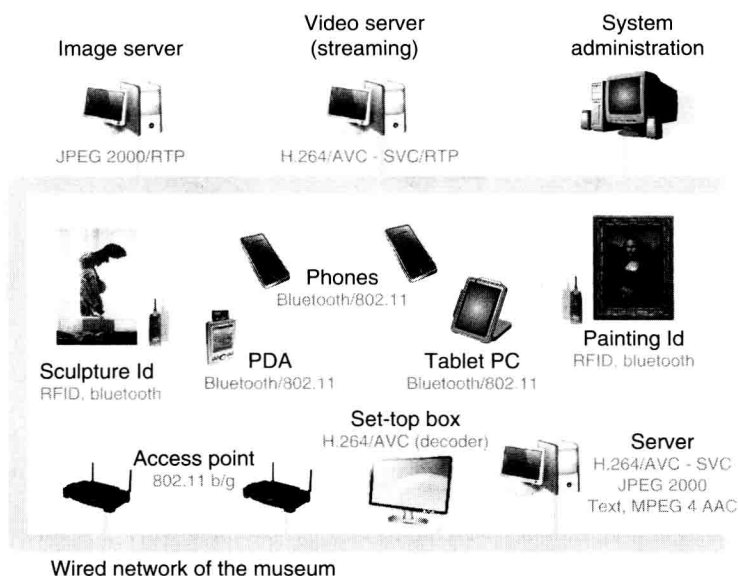 Image server
Video server
(streaming)
System
administration
JPEG 2000/RTP
H.264/AVC - SVC/RTP
Phones
Bluetooth/802.11
Sculpture Id
RFID, bluetooth
PDA
Bluetooth/802.11
Tablet PC
Bluetooth/802.11
Painting Id
RFID, bluetooth
Access point
802.11 b/g
Set-top box
H.264/AVC (decoder)
Server
H.264/AVC - SVC
JPEG 2000
Text, MPEG 4 AAC
Wired network of the museum